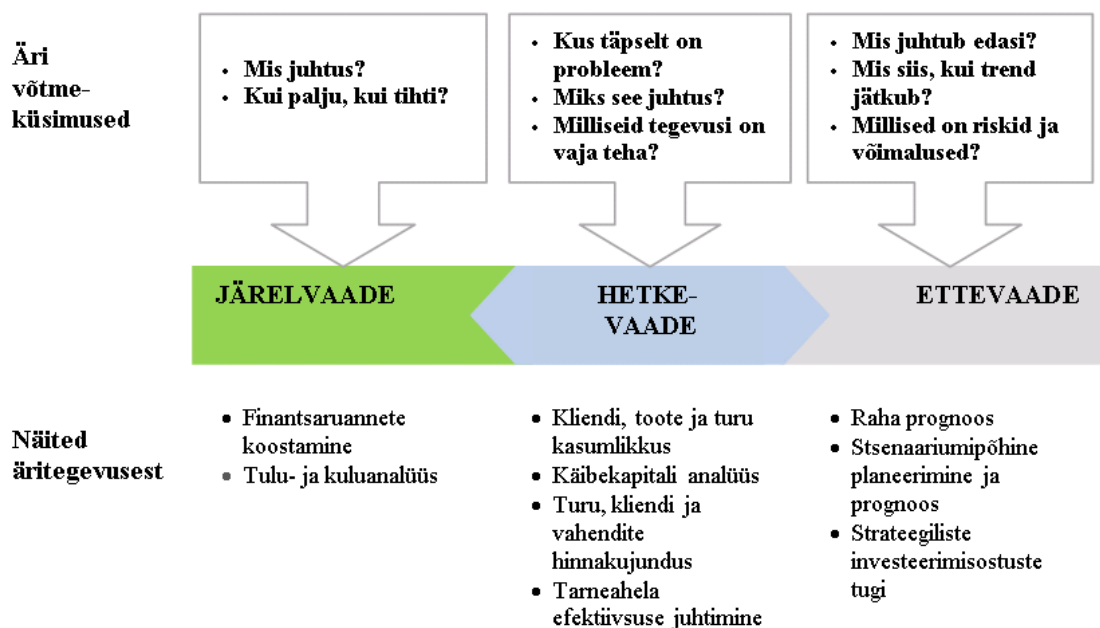 Äri
võtme-
küsimused
• Mis juhtus?
• Kui palju, kui tihti?
• Kus täpselt on
probleem?
• Miks see juhtus?
• Milliseid tegevusi on
vaja teha?
• Mis juhtub edasi?
• Mis siis, kui trend
jätkub?
• Millised on riskid ja
võimalused?
JÄRELVAADE
HETKE-
VAADE
ETTEVAADE
Näited
äritegevusest
• Finantsaruannete
koostamine
• Tulu- ja kuluanalüüs
• Kliendi, toote ja turu
kasumlikkus
• Käibekapitali analüüs
• Turu, kliendi ja
vahendite
hinnakujundus
• Tarneahela
efektiivsuse juhtimine
• Raha prognoos
• Stsenaariumipõhine
planeerimine ja
prognoos
• Strateegiliste
investeerimisostuste
tugi